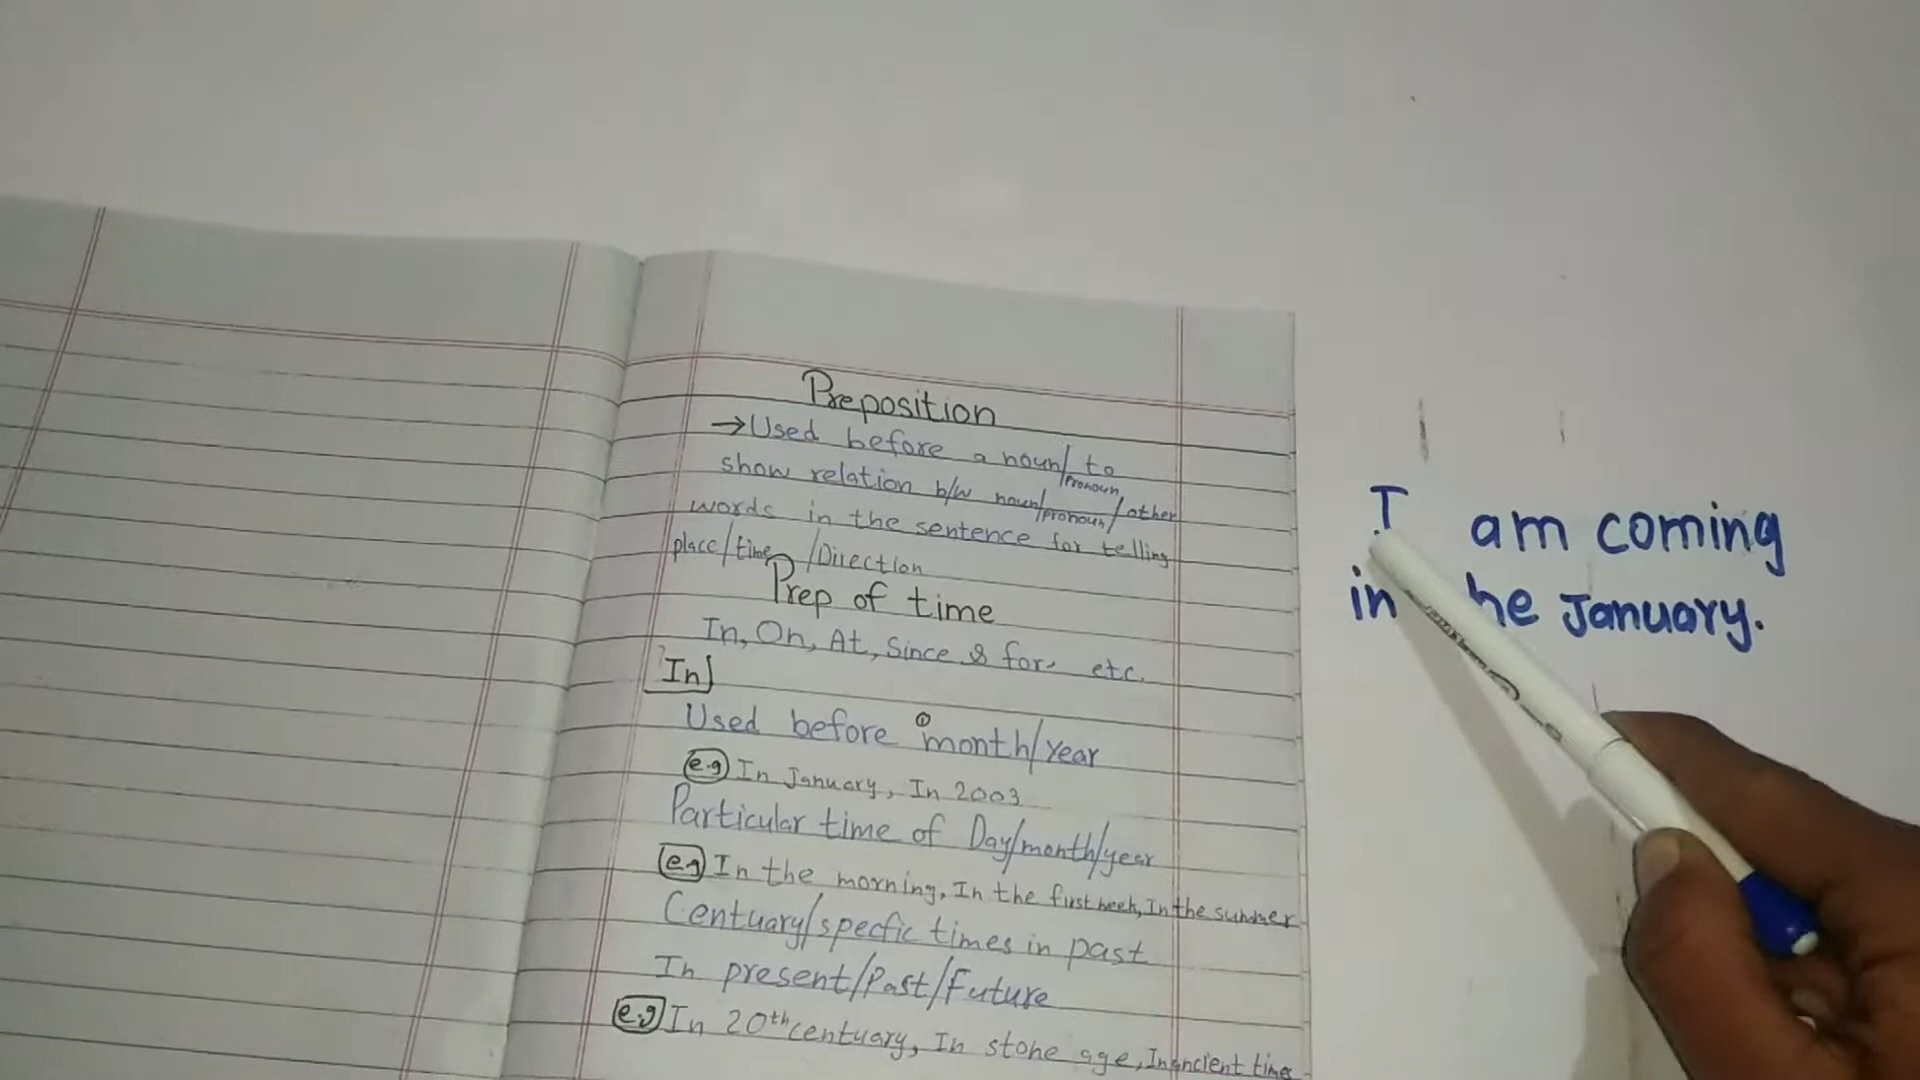 Preposition
→ Used before a noun/pronoun to
show relation b/w noun/pronoun/other
words in the sentence for telling
place/time/Direction
Prep of time
In, On, At, Since & for, etc.
In
Used before ① month/year
e.g In January, In 2003
Particular time of Day/month/year
e.g In the morning, In the first week, In the summer
Centuary/specfic times in past
In present/Past/Future
e.g In 20th centuary, In stone age, In ancient times
I am coming
in he January.